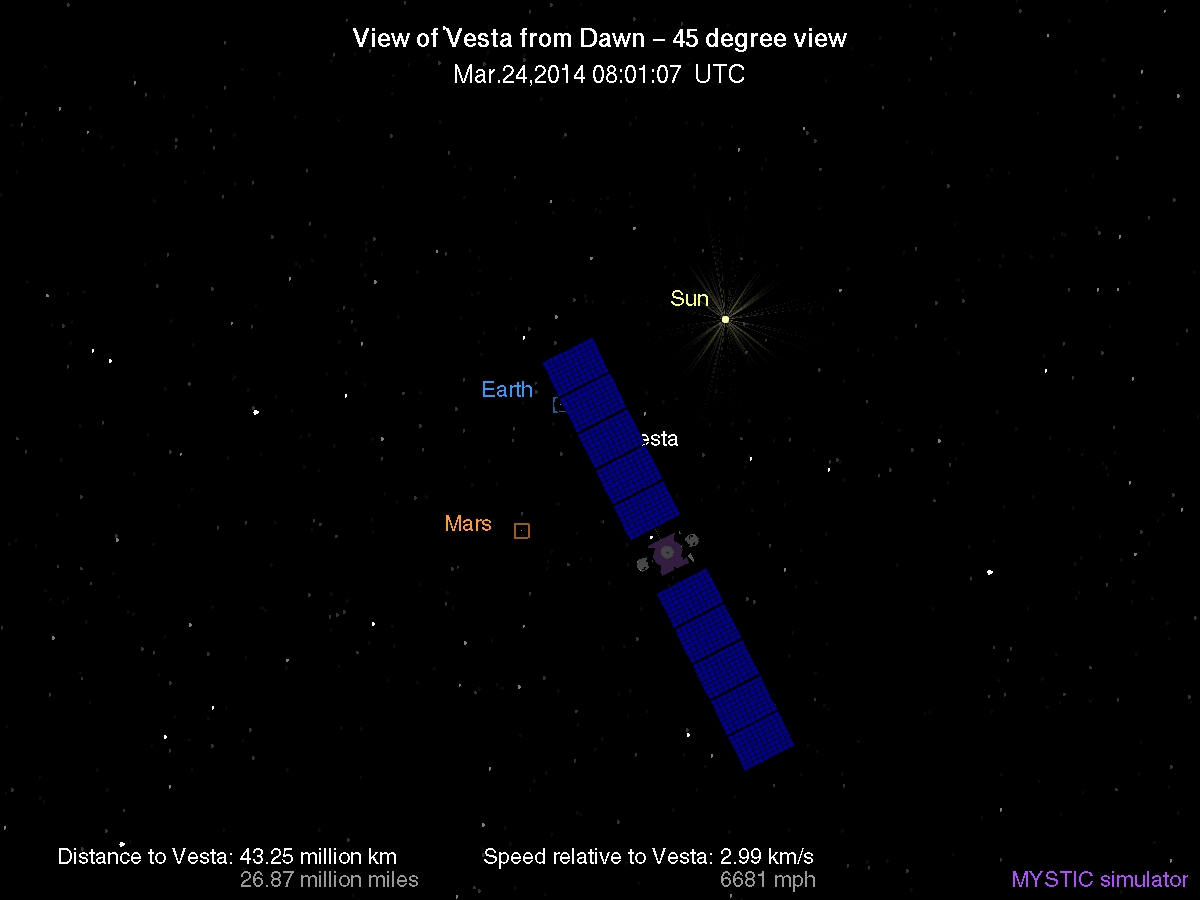 View of Vesta from Dawn – 45 degree view
Mar.24,2014 08:01:07 UTC
Sun
Earth
esta
Mars
Distance to Vesta: 43.25 million km
26.87 million miles
Speed relative to Vesta: 2.99 km/s
6681 mph
MYSTIC simulator